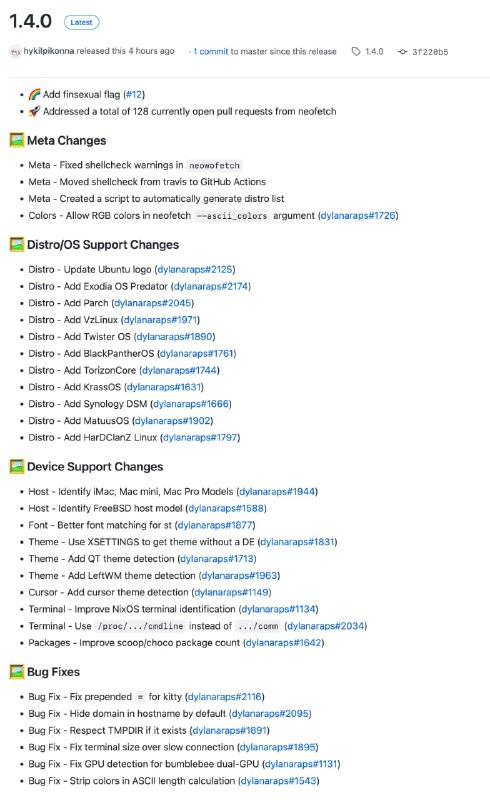 1.4.0 Latest
hykilpikonna released this 4 hours ago · 1 commit to master since this release 1.4.0 3f220b5
• 🌈 Add finsexual flag (#12)
• 🚀 Addressed a total of 128 currently open pull requests from neofetch
🖼️ Meta Changes
• Meta - Fixed shellcheck warnings in neowofetch
• Meta - Moved shellcheck from travis to GitHub Actions
• Meta - Created a script to automatically generate distro list
• Colors - Allow RGB colors in neofetch --ascii_colors argument (dylanaraps#1726)
🖼️ Distro/OS Support Changes
• Distro - Update Ubuntu logo (dylanaraps#2125)
• Distro - Add Exodia OS Predator (dylanaraps#2174)
• Distro - Add Parch (dylanaraps#2045)
• Distro - Add VzLinux (dylanaraps#1971)
• Distro - Add Twister OS (dylanaraps#1890)
• Distro - Add BlackPantherOS (dylanaraps#1761)
• Distro - Add TorizonCore (dylanaraps#1744)
• Distro - Add KrassOS (dylanaraps#1631)
• Distro - Add Synology DSM (dylanaraps#1666)
• Distro - Add MatuusOS (dylanaraps#1902)
• Distro - Add HarDClanZ Linux (dylanaraps#1797)
🖼️ Device Support Changes
• Host - Identify iMac, Mac mini, Mac Pro Models (dylanaraps#1944)
• Host - Identify FreeBSD host model (dylanaraps#1588)
• Font - Better font matching for st (dylanaraps#1877)
• Theme - Use XSETTINGS to get theme without a DE (dylanaraps#1831)
• Theme - Add QT theme detection (dylanaraps#1713)
• Theme - Add LeftWM theme detection (dylanaraps#1963)
• Cursor - Add cursor theme detection (dylanaraps#1149)
• Terminal - Improve NixOS terminal identification (dylanaraps#1134)
• Terminal - Use /proc/.../cmdline instead of .../comm (dylanaraps#2034)
• Packages - Improve scoop/choco package count (dylanaraps#1642)
🖼️ Bug Fixes
• Bug Fix - Fix prepended = for kitty (dylanaraps#2116)
• Bug Fix - Hide domain in hostname by default (dylanaraps#2095)
• Bug Fix - Respect TMPDIR if it exists (dylanaraps#1891)
• Bug Fix - Fix terminal size over slow connection (dylanaraps#1895)
• Bug Fix - Fix GPU detection for bumblebee dual-GPU (dylanaraps#1131)
• Bug Fix - Strip colors in ASCII length calculation (dylanaraps#1543)